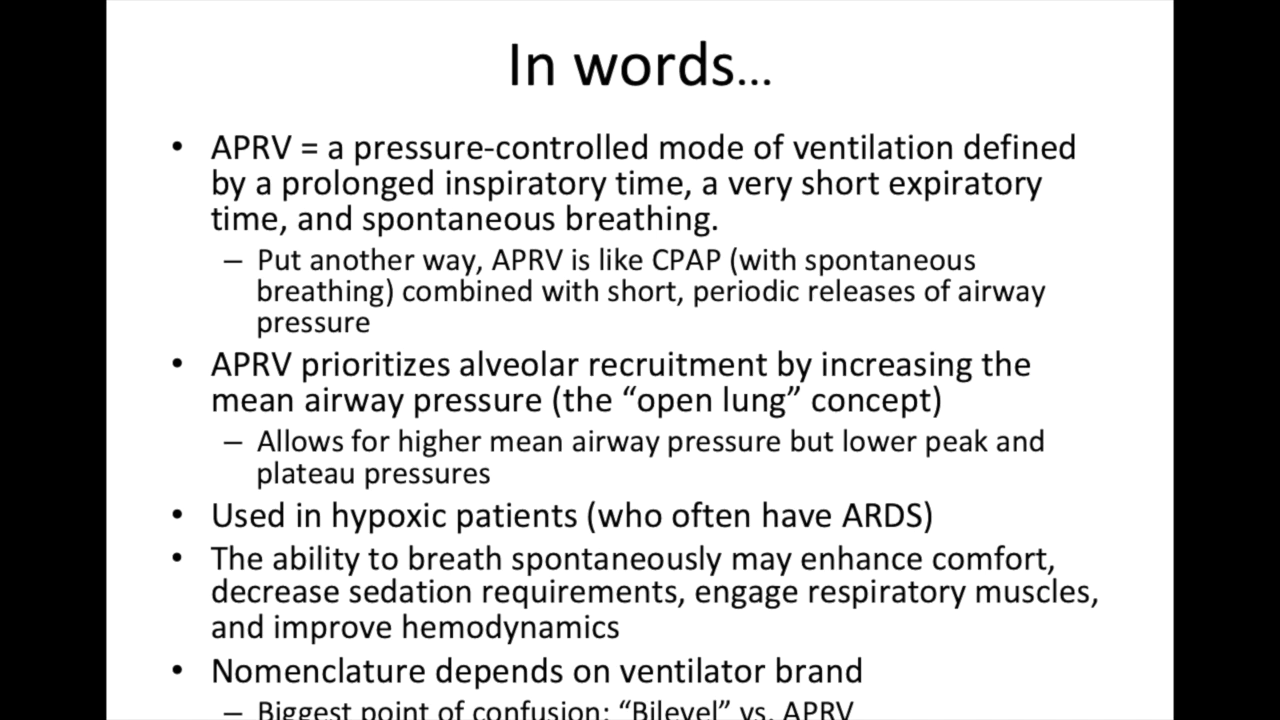 In words...
• APRV = a pressure-controlled mode of ventilation defined
by a prolonged inspiratory time, a very short expiratory
time, and spontaneous breathing.
– Put another way, APRV is like CPAP (with spontaneous
breathing) combined with short, periodic releases of airway
pressure
• APRV prioritizes alveolar recruitment by increasing the
mean airway pressure (the “open lung” concept)
– Allows for higher mean airway pressure but lower peak and
plateau pressures
• Used in hypoxic patients (who often have ARDS)
• The ability to breath spontaneously may enhance comfort,
decrease sedation requirements, engage respiratory muscles,
and improve hemodynamics
• Nomenclature depends on ventilator brand
– Biggest point of confusion: “Bilevel” vs. APRV